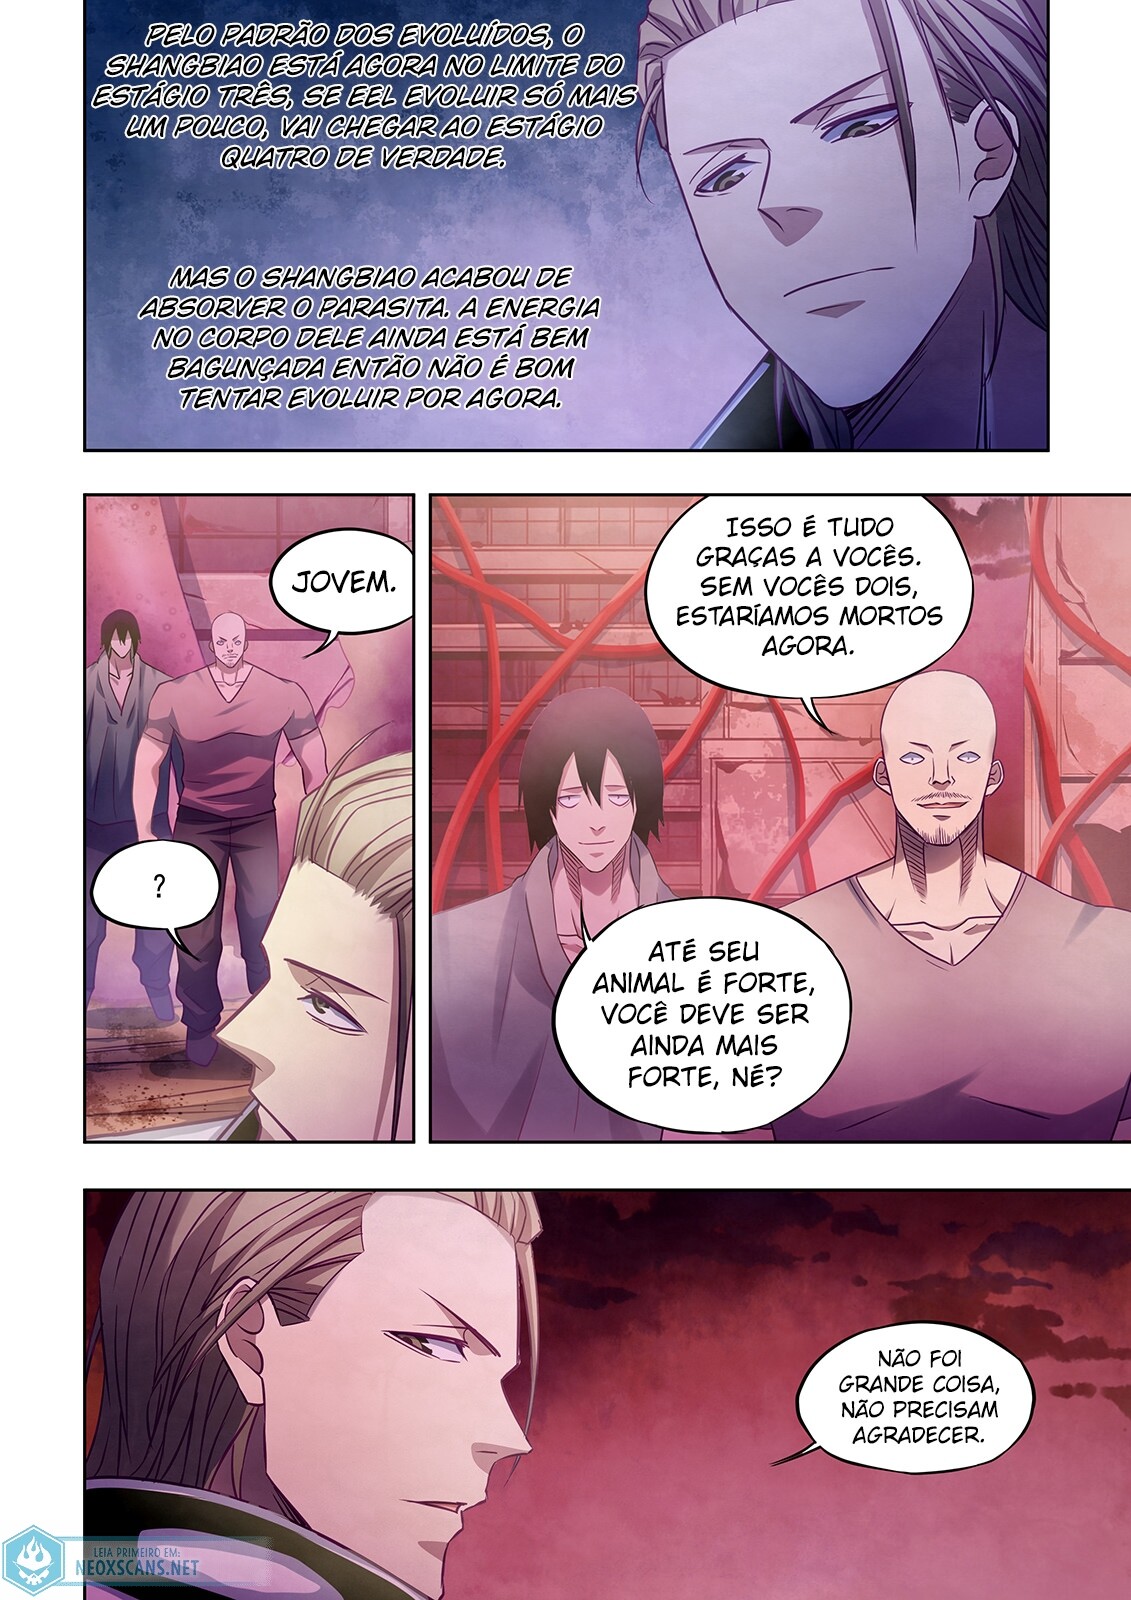 PELO PADRÃO DOS EVOLUÍDOS, O
SHANGBIAO ESTÁ AGORA NO LIMITE DO
ESTÁGIO TRÊS, SE EEL EVOLUIR SÓ MAIS
UM POUCO, VAI CHEGAR AO ESTÁGIO
QUATRO DE VERDADE.
MAS O SHANGBIAO ACABOU DE
ABSORVER O PARASITA. A ENERGIA
NO CORPO DELE AINDA ESTÁ BEM
BAGUNÇADA ENTÃO NÃO É BOM
TENTAR EVOLUIR POR AGORA.
JOVEM.
?
ISSO É TUDO
GRAÇAS A VOCÊS.
SEM VOCÊS DOIS,
ESTARÍAMOS MORTOS
AGORA.
ATÉ SEU
ANIMAL É FORTE,
VOCÊ DEVE SER
AINDA MAIS
FORTE, NÉ?
NÃO FOI
GRANDE COISA,
NÃO PRECISAM
AGRADECER.
LEIA PRIMEIRO EM:
NEOXSCANS.NET